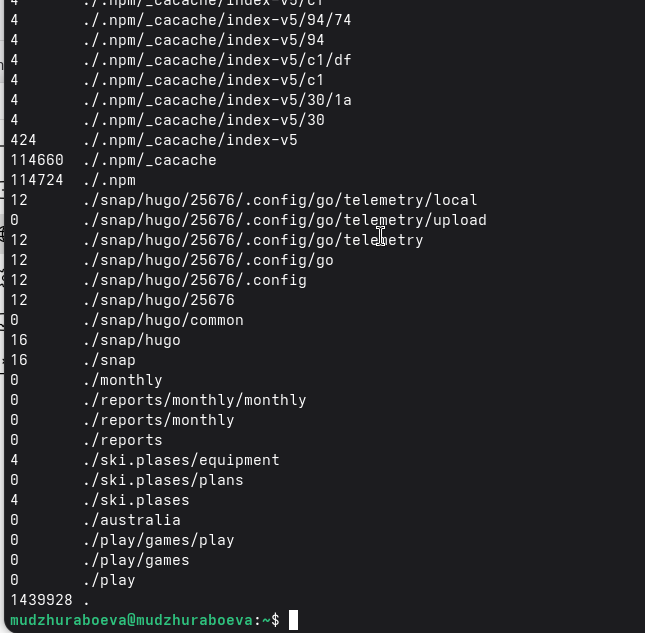 4       ./.npm/_cacache/index-v5/c1
4       ./.npm/_cacache/index-v5/94/74
4       ./.npm/_cacache/index-v5/94
4       ./.npm/_cacache/index-v5/c1/df
4       ./.npm/_cacache/index-v5/c1
4       ./.npm/_cacache/index-v5/30/1a
4       ./.npm/_cacache/index-v5/30
424     ./.npm/_cacache/index-v5
114660  ./.npm/_cacache
114724  ./.npm
12      ./snap/hugo/25676/.config/go/telemetry/local
0       ./snap/hugo/25676/.config/go/telemetry/upload
12      ./snap/hugo/25676/.config/go/telemetry
12      ./snap/hugo/25676/.config/go
12      ./snap/hugo/25676/.config
12      ./snap/hugo/25676
0       ./snap/hugo/common
16      ./snap/hugo
16      ./snap
0       ./monthly
0       ./reports/monthly/monthly
0       ./reports/monthly
0       ./reports
4       ./ski.plases/equipment
0       ./ski.plases/plans
4       ./ski.plases
0       ./australia
0       ./play/games/play
0       ./play/games
0       ./play
1439928 .
mudzhuraboeva@mudzhuraboeva:~$